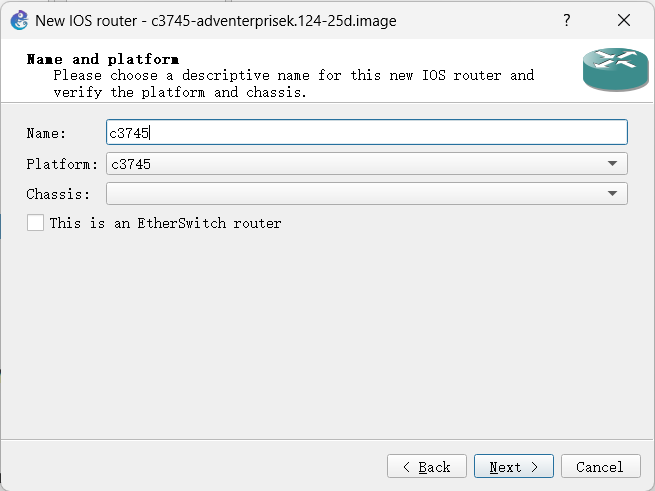 New IOS router - c3745-adventerprisek.124-25d.image ?
Name and platform
Please choose a descriptive name for this new IOS router and
verify the platform and chassis.
Name: c3745
Platform: c3745
Chassis:
This is an EtherSwitch router
< Back Next > Cancel